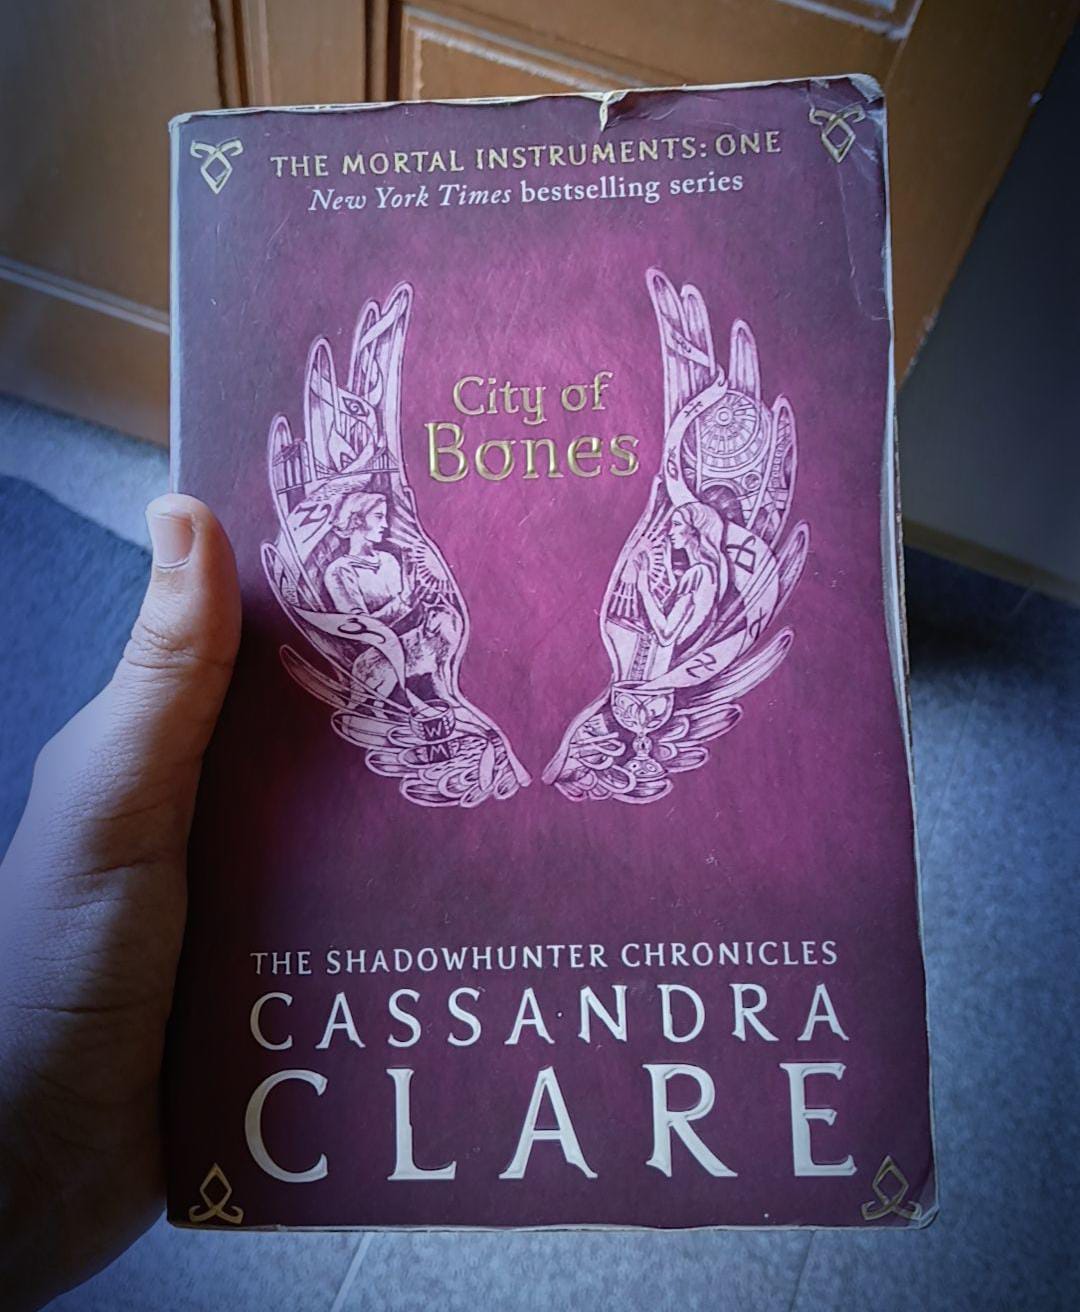 THE MORTAL INSTRUMENTS: ONE
New York Times bestselling series
City of
Bones
W
M
THE SHADOWHUNTER CHRONICLES
CASSANDRA
CLARE